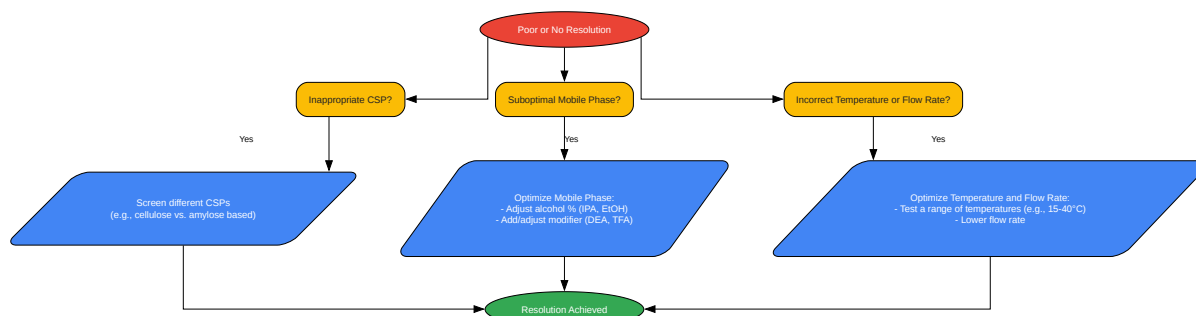 Poor or No Resolution
Inappropriate CSP?
Suboptimal Mobile Phase?
Incorrect Temperature or Flow Rate?
Yes
Yes
Yes
Screen different CSPs
(e.g., cellulose vs. amylose based)
Optimize Mobile Phase:
- Adjust alcohol % (IPA, EtOH)
- Add/adjust modifier (DEA, TFA)
Optimize Temperature and Flow Rate:
- Test a range of temperatures (e.g., 15-40°C)
- Lower flow rate
Resolution Achieved